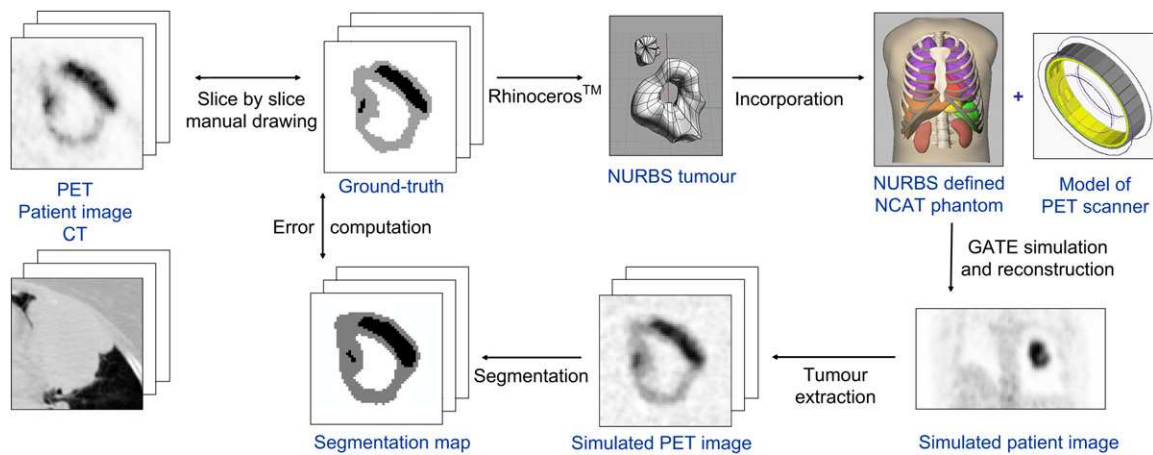 Slice by slice
manual drawing
Rhinoceros™
Incorporation
+
PET
Patient image
CT
Ground-truth
NURBS tumour
NURBS defined
NCAT phantom
Model of
PET scanner
Error computation
GATE simulation
and reconstruction
Segmentation
Tumour
extraction
Segmentation map
Simulated PET image
Simulated patient image